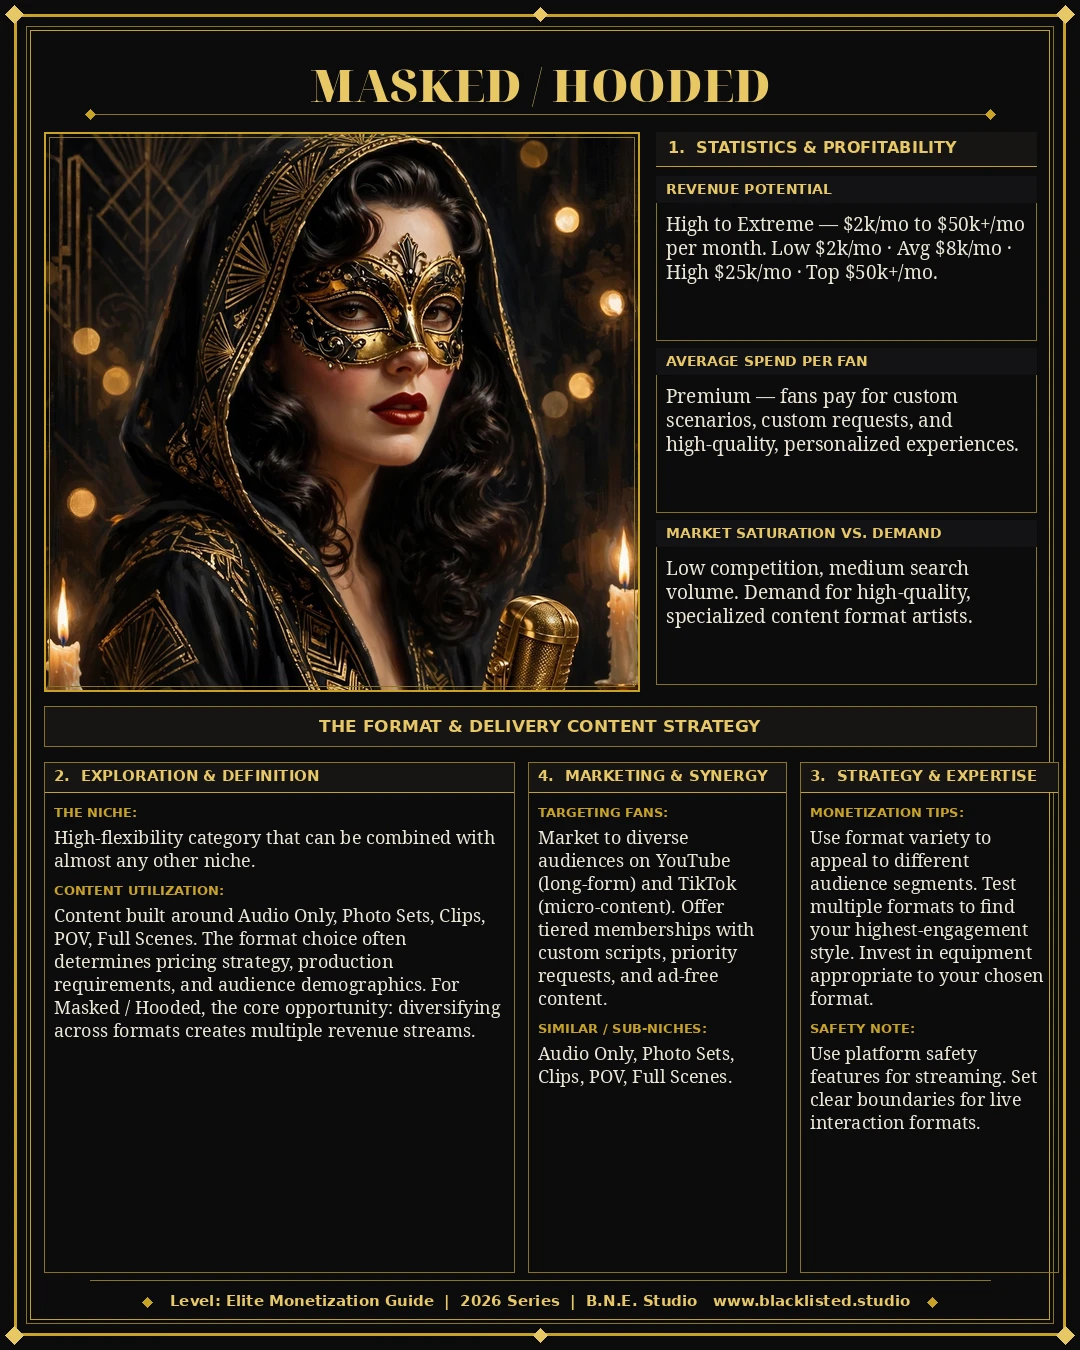 MASKED / HOODED
1. STATISTICS & PROFITABILITY
REVENUE POTENTIAL
High to Extreme — $2k/mo to $50k+/mo
per month. Low $2k/mo · Avg $8k/mo ·
High $25k/mo · Top $50k+/mo.
AVERAGE SPEND PER FAN
Premium — fans pay for custom
scenarios, custom requests, and
high-quality, personalized experiences.
MARKET SATURATION VS. DEMAND
Low competition, medium search
volume. Demand for high-quality,
specialized content format artists.
THE FORMAT & DELIVERY CONTENT STRATEGY
2. EXPLORATION & DEFINITION
THE NICHE:
High-flexibility category that can be combined with
almost any other niche.
CONTENT UTILIZATION:
Content built around Audio Only, Photo Sets, Clips,
POV, Full Scenes. The format choice often
determines pricing strategy, production
requirements, and audience demographics. For
Masked / Hooded, the core opportunity: diversifying
across formats creates multiple revenue streams.
4. MARKETING & SYNERGY
TARGETING FANS:
Market to diverse
audiences on YouTube
(long-form) and TikTok
(micro-content). Offer
tiered memberships with
custom scripts, priority
requests, and ad-free
content.
SIMILAR / SUB-NICHES:
Audio Only, Photo Sets,
Clips, POV, Full Scenes.
3. STRATEGY & EXPERTISE
MONETIZATION TIPS:
Use format variety to
appeal to different
audience segments. Test
multiple formats to find
your highest-engagement
style. Invest in equipment
appropriate to your chosen
format.
SAFETY NOTE:
Use platform safety
features for streaming. Set
clear boundaries for live
interaction formats.
Level: Elite Monetization Guide | 2026 Series | B.N.E. Studio www.blacklisted.studio